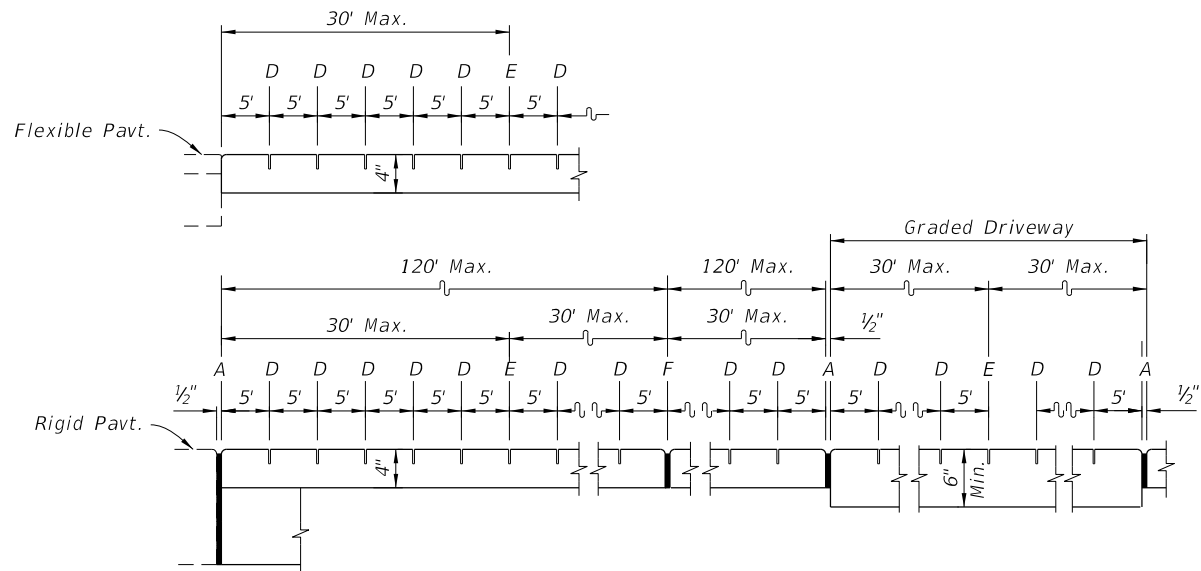 30' Max.
D D D D D E D
5' 5' 5' 5' 5' 5' 5'
Flexible Pavt.
4"
Graded Driveway
120' Max. 120' Max. 30' Max. 30' Max.
30' Max. 30' Max. 30' Max. ½"
A D D D D D E D D F D D A D D E D D A
½" 5' 5' 5' 5' 5' 5' 5' 5' 5' 5' 5' 5' 5' ½"
Rigid Pavt.
4" 6" Min.